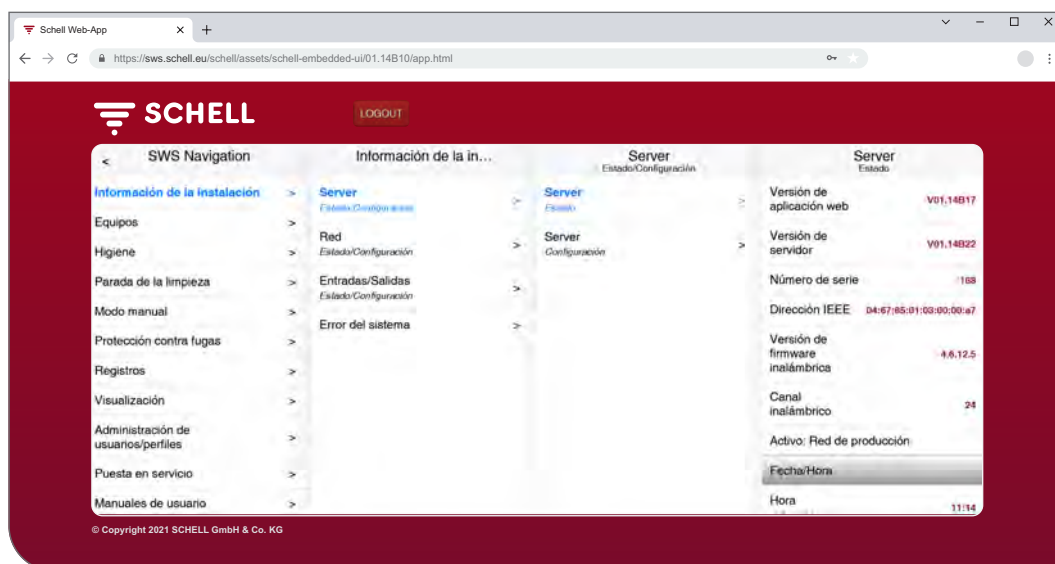 Schell Web-App
https://sws.schell.eu/schell/assets/schell-embedded-ui/01.14B10/app.html
SCHELL
LOGOUT
< SWS Navigation
Información de la instalación >
Equipos >
Higiene >
Parada de la limpieza >
Modo manual >
Protección contra fugas >
Registros >
Visualización >
Administración de
usuarios/perfiles >
Puesta en servicio >
Manuales de usuario >
Información de la in...
Server >
Estado/Configuración
Red >
Estado/Configuración
Entradas/Salidas >
Estado/Configuración
Error del sistema >
Server
Estado/Configuración
Server >
Estado
Server >
Configuración
Server
Estado
Versión de
aplicación web V01.14B17
Versión de
servidor V01.14B22
Número de serie 168
Dirección IEEE D4:67:85:01:03:00:00:a7
Versión de
firmware 4.6.12.5
inalámbrica
Canal
inalámbrico 24
Activo: Red de producción
Fecha/Hora
Hora 11:14
© Copyright 2021 SCHELL GmbH & Co. KG